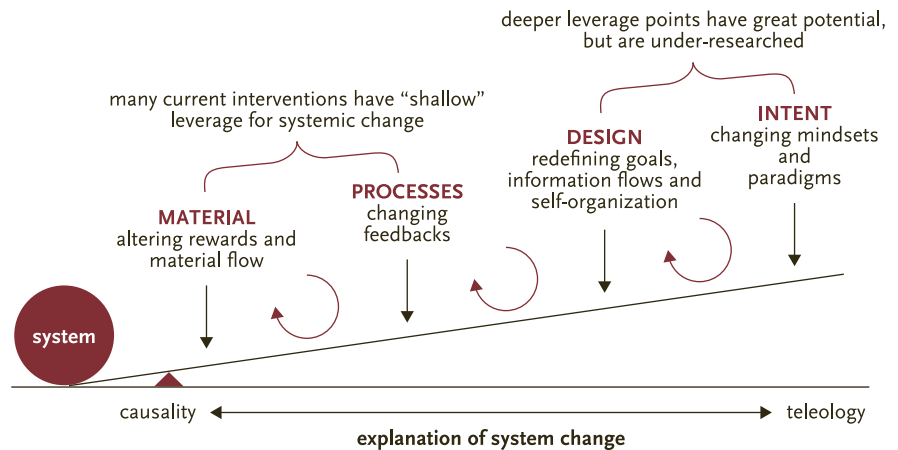 deeper leverage points have great potential,
but are under-researched
many current interventions have “shallow”
leverage for systemic change
INTENT
changing mindsets
and
paradigms
DESIGN
redefining goals,
information flows and
self-organization
PROCESSES
changing
feedbacks
MATERIAL
altering rewards and
material flow
system
causality
teleology
explanation of system change